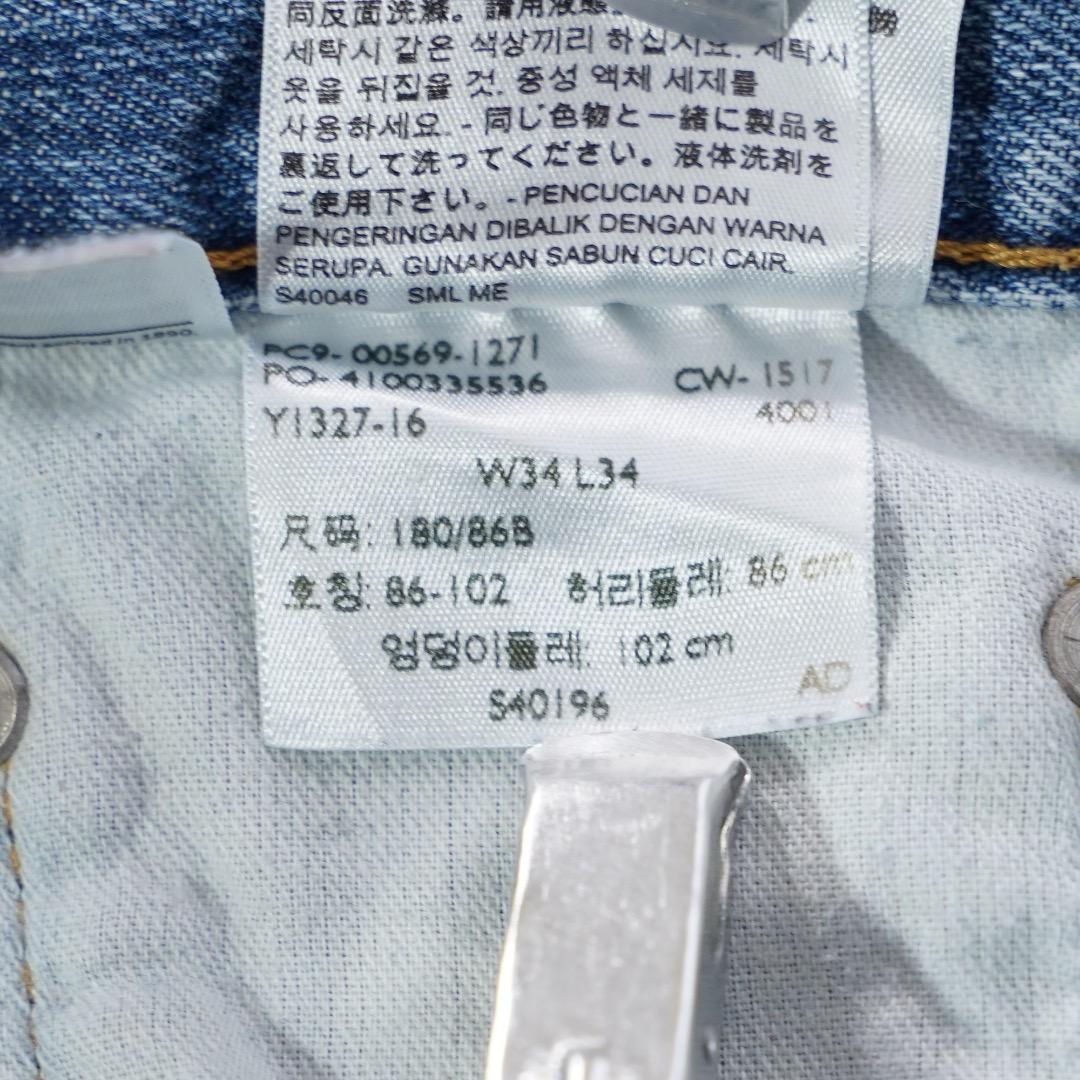 同反面洗滌。請用液態
세탁시 같은 색상끼리 하십시요. 세탁시
옷을 뒤집을 것. 중성 액체 세제를
사용하세요. - 同じ色物と一緒に製品を
裏返して洗ってください。液体洗剤を
ご使用下さい。- PENCUCIAN DAN
PENGERINGAN DIBALIK DENGAN WARNA
SERUPA. GUNAKAN SABUN CUCI CAIR.
S40046 SML ME
PC9-00569-1271
PO-4100335536 CW-1517
4001
Y1327-16
W34 L34
尺码: 180/86B
호칭: 86-102 허리둘레: 86 cm
엉덩이둘레: 102 cm
AD
S40196